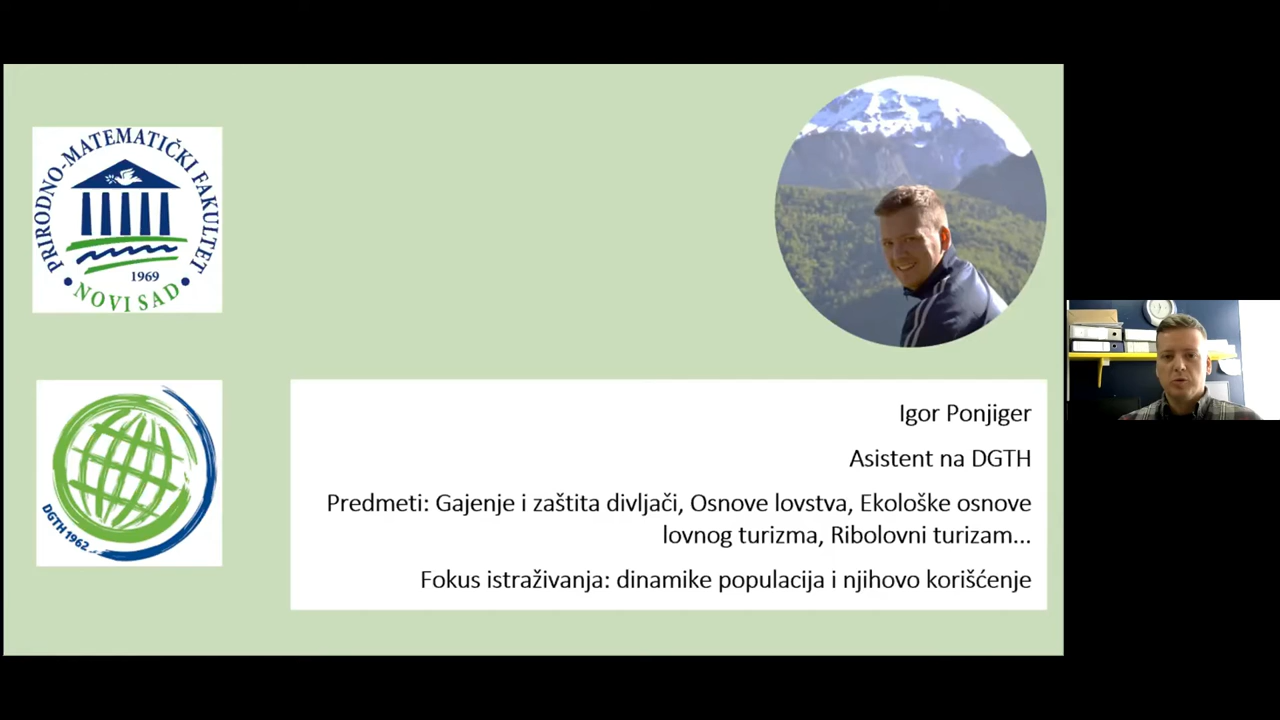 PRIRODNO-MATEMATIČKI FAKULTET
1969
NOVI SAD
DGTH 1962
Igor Ponjiger
Asistent na DGTH
Predmeti: Gajenje i zaštita divljači, Osnove lovstva, Ekološke osnove
lovnog turizma, Ribolovni turizam...
Fokus istraživanja: dinamike populacija i njihovo korišćenje